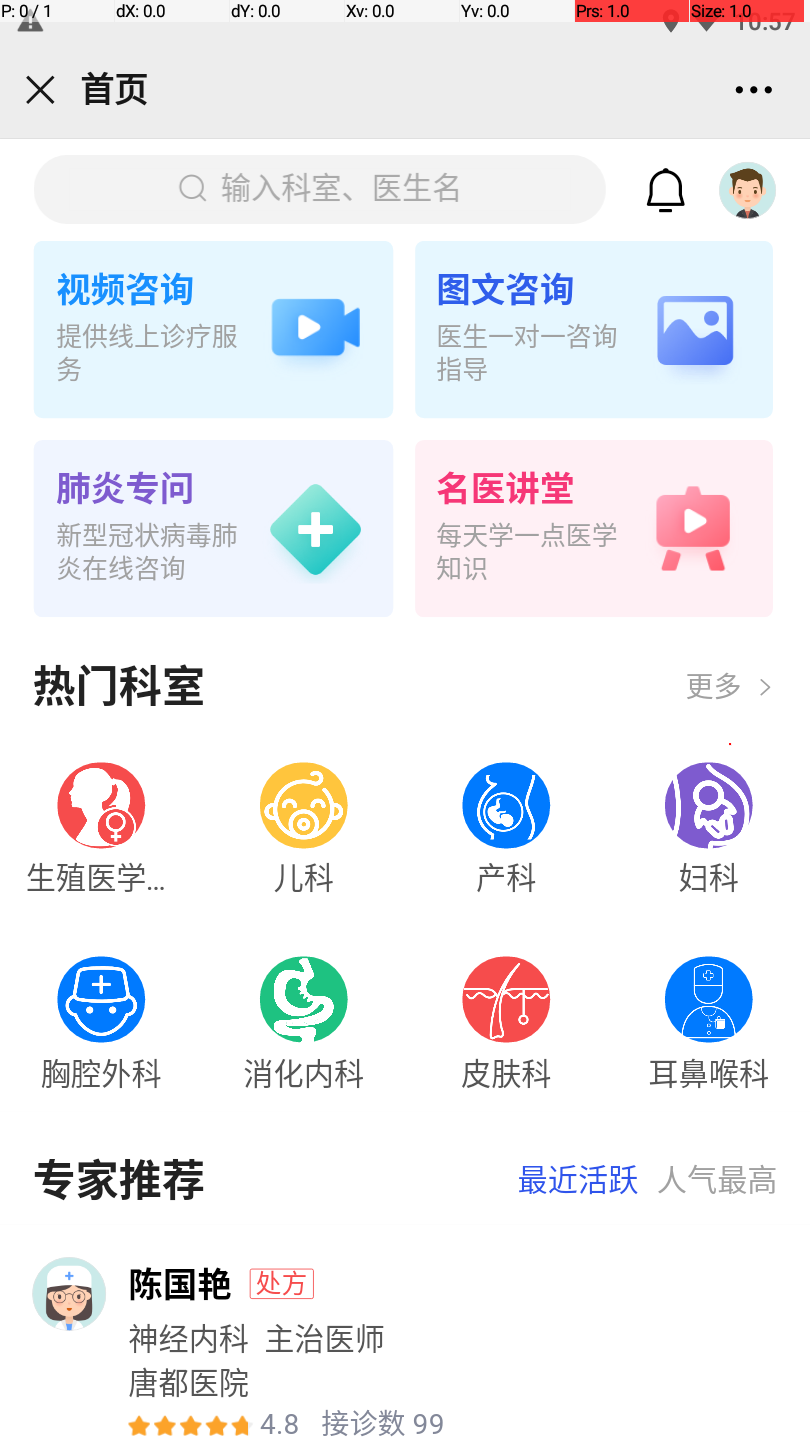 P: 0 / 1 dX: 0.0 dY: 0.0 Xv: 0.0 Yv: 0.0 Prs: 1.0 Size: 1.0
10:57
首页
输入科室、医生名
视频咨询
提供线上诊疗服
务
图文咨询
医生一对一咨询
指导
肺炎专问
新型冠状病毒肺
炎在线咨询
名医讲堂
每天学一点医学
知识
热门科室 更多
生殖医学... 儿科 产科 妇科
胸腔外科 消化内科 皮肤科 耳鼻喉科
专家推荐 最近活跃 人气最高
陈国艳 处方
神经内科 主治医师
唐都医院
4.8 接诊数 99